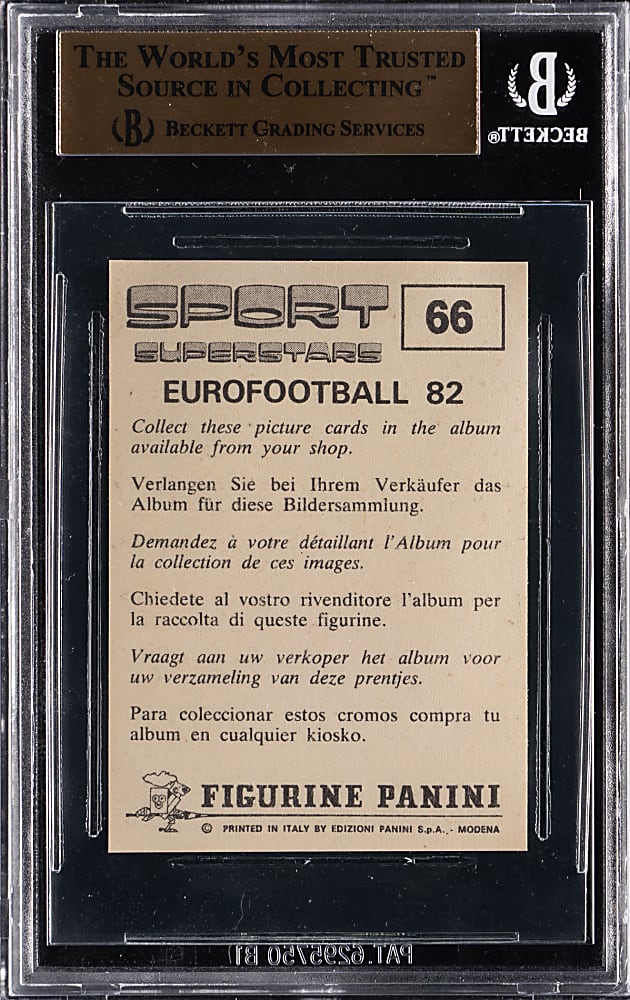 THE WORLD'S MOST TRUSTED
SOURCE IN COLLECTING™
B BECKETT GRADING SERVICES
B
BECKETT®
SPORT
SUPERSTARS
66
EUROFOOTBALL 82
Collect these picture cards in the album
available from your shop.
Verlangen Sie bei Ihrem Verkäufer das
Album für diese Bildersammlung.
Demandez à votre détaillant l'Album pour
la collection de ces images.
Chiedete al vostro rivenditore l'album per
la raccolta di queste figurine.
Vraagt aan uw verkoper het album voor
uw verzameling van deze prentjes.
Para coleccionar estos cromos compra tu
album en cualquier kiosko.
FIGURINE PANINI
© PRINTED IN ITALY BY EDIZIONI PANINI S.p.A. - MODENA
PAT. 6295750 B1